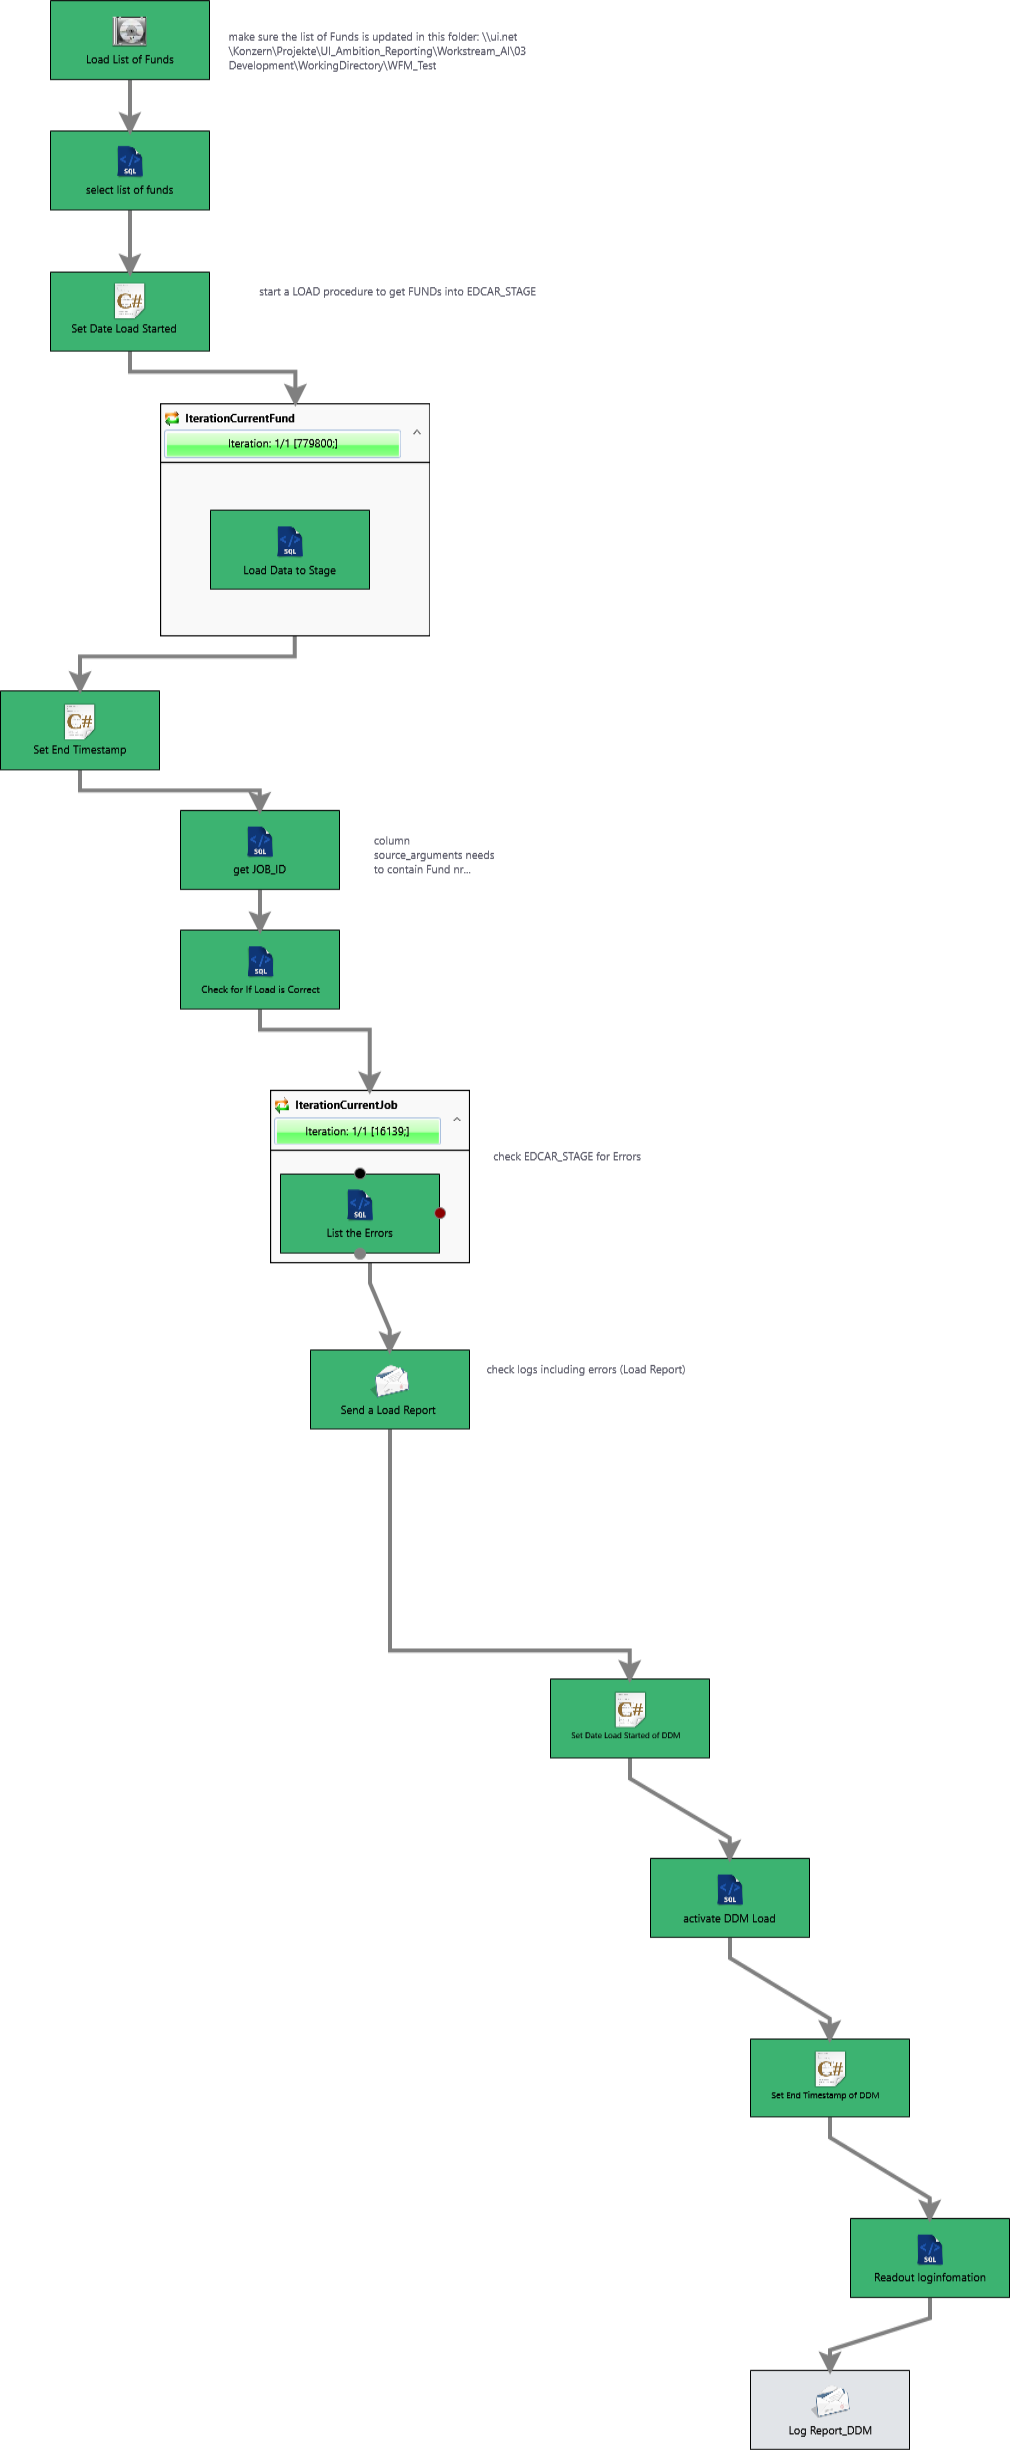 Load List of Funds
make sure the list of Funds is updated in this folder: \\ui.net
\Konzern\Projekte\UI_Ambition_Reporting\Workstream_AI\03
Development\WorkingDirectory\WFM_Test
SQL
select list of funds
C#
Set Date Load Started
start a LOAD procedure to get FUNDs into EDCAR_STAGE
IterationCurrentFund
Iteration: 1/1 [779800;]
SQL
Load Data to Stage
C#
Set End Timestamp
SQL
get JOB_ID
column
source_arguments needs
to contain Fund nr...
SQL
Check for If Load is Correct
IterationCurrentJob
Iteration: 1/1 [16139;]
check EDCAR_STAGE for Errors
SQL
List the Errors
Send a Load Report
check logs including errors (Load Report)
C#
Set Date Load Started of DDM
SQL
activate DDM Load
C#
Set End Timestamp of DDM
SQL
Readout loginfomation
Log Report_DDM